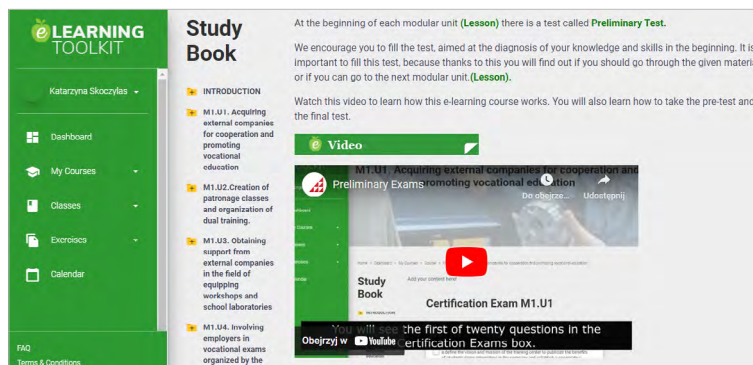 eLEARNING
TOOLKIT
Katarzyna Skoczylas
Dashboard
My Courses
Classes
Exercises
Calendar
FAQ
Terms & Conditions
Study
Book
INTRODUCTION
M1.U1. Acquiring
external companies
for cooperation and
promoting
vocational
education
M1.U2.Creation of
patronage classes
and organization of
dual training.
M1.U3. Obtaining
support from
external companies
in the field of
equipping
workshops and
school laboratories
M1.U4. Involving
employers in
vocational exams
organized by the
At the beginning of each modular unit (Lesson) there is a test called Preliminary Test.
We encourage you to fill the test, aimed at the diagnosis of your knowledge and skills in the beginning. It is
important to fill this test, because thanks to this you will find out if you should go through the given materia
or if you can go to the next modular unit.(Lesson).
Watch this video to learn how this e-learning course works. You will also learn how to take the pre-test and
the final test.
e Video
M1.U1. Acquiring external companies for cooperation and
promoting vocational education
Preliminary Exams
Do obejrze... Udostępnij
Study
Book
Add your content here!
Certification Exam M1.U1
You will see the first of twenty questions in the
Certification Exams box.
Obejrzyj w YouTube